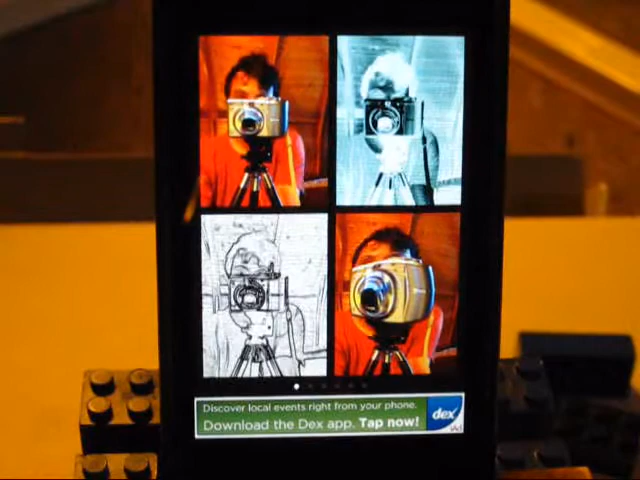 Discover local events right from your phone.
Download the Dex app. Tap now!
dex